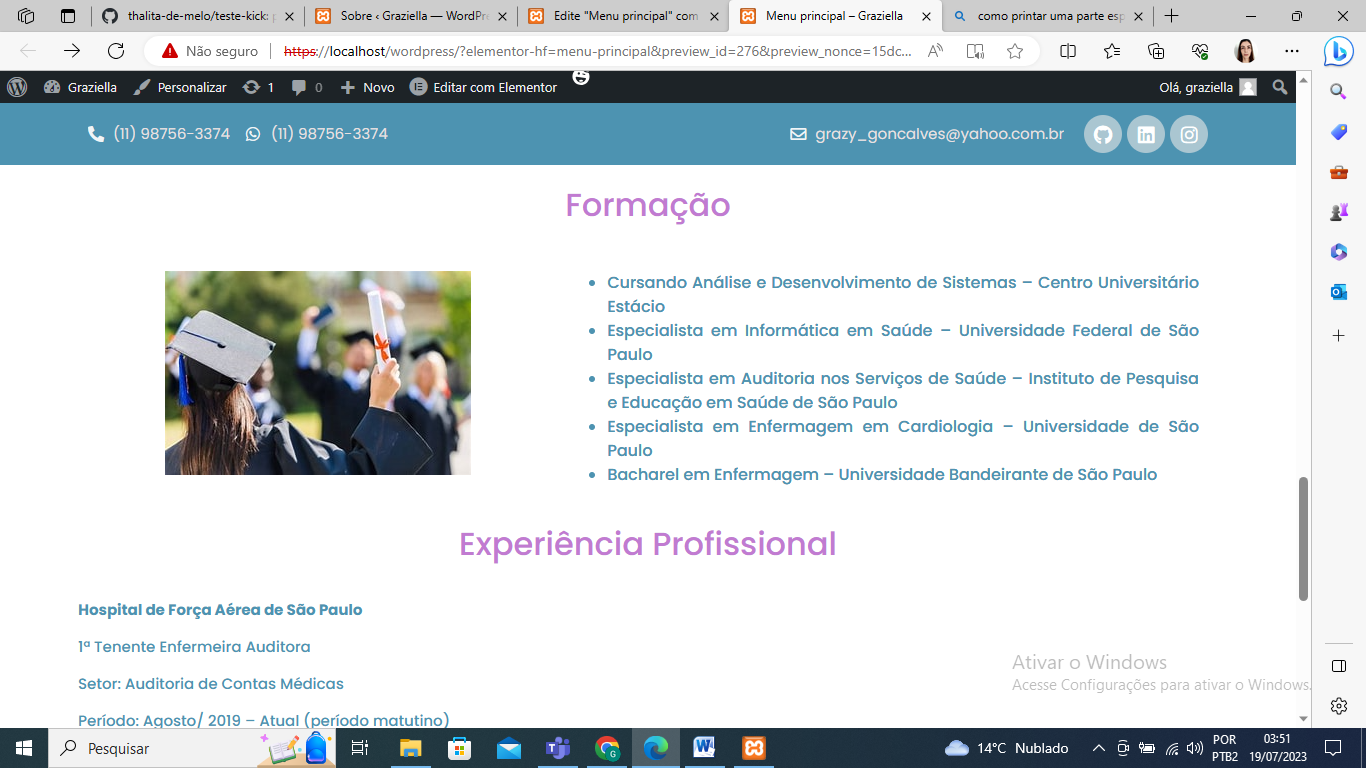 thalita-de-melo/teste-kick: p
Sobre ‹ Graziella — WordPre
Edite "Menu principal" com
Menu principal – Graziella
como printar uma parte esp
Não seguro
https://localhost/wordpress/?elementor-hf=menu-principal&preview_id=276&preview_nonce=15dc...
Graziella
Personalizar
1
0
Novo
Editar com Elementor
Olá, graziella
(11) 98756-3374
(11) 98756-3374
grazy_goncalves@yahoo.com.br
Formação
Cursando Análise e Desenvolvimento de Sistemas – Centro Universitário
Estácio
Especialista em Informática em Saúde – Universidade Federal de São
Paulo
Especialista em Auditoria nos Serviços de Saúde – Instituto de Pesquisa
e Educação em Saúde de São Paulo
Especialista em Enfermagem em Cardiologia – Universidade de São
Paulo
Bacharel em Enfermagem – Universidade Bandeirante de São Paulo
Experiência Profissional
Hospital de Força Aérea de São Paulo
1ª Tenente Enfermeira Auditora
Setor: Auditoria de Contas Médicas
Período: Agosto/ 2019 – Atual (período matutino)
Ativar o Windows
Acesse Configurações para ativar o Windows.
Pesquisar
14°C Nublado
POR
PTB2
03:51
19/07/2023